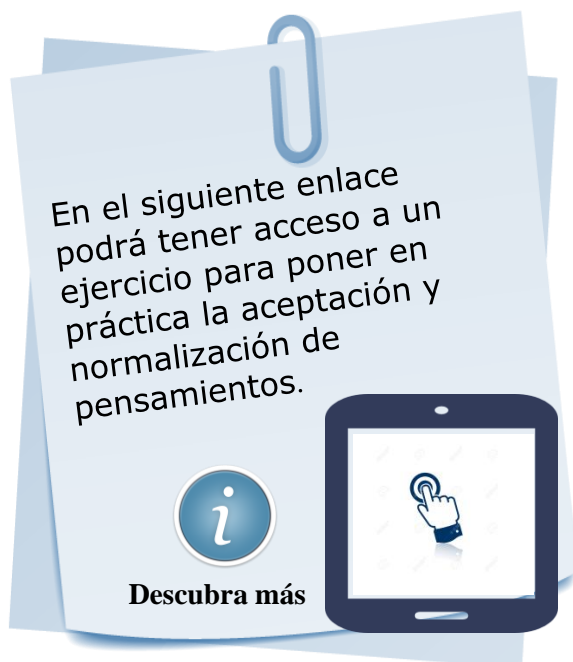 En el siguiente enlace
podrá tener acceso a un
ejercicio para poner en
práctica la aceptación y
normalización de
pensamientos.
i
Descubra más